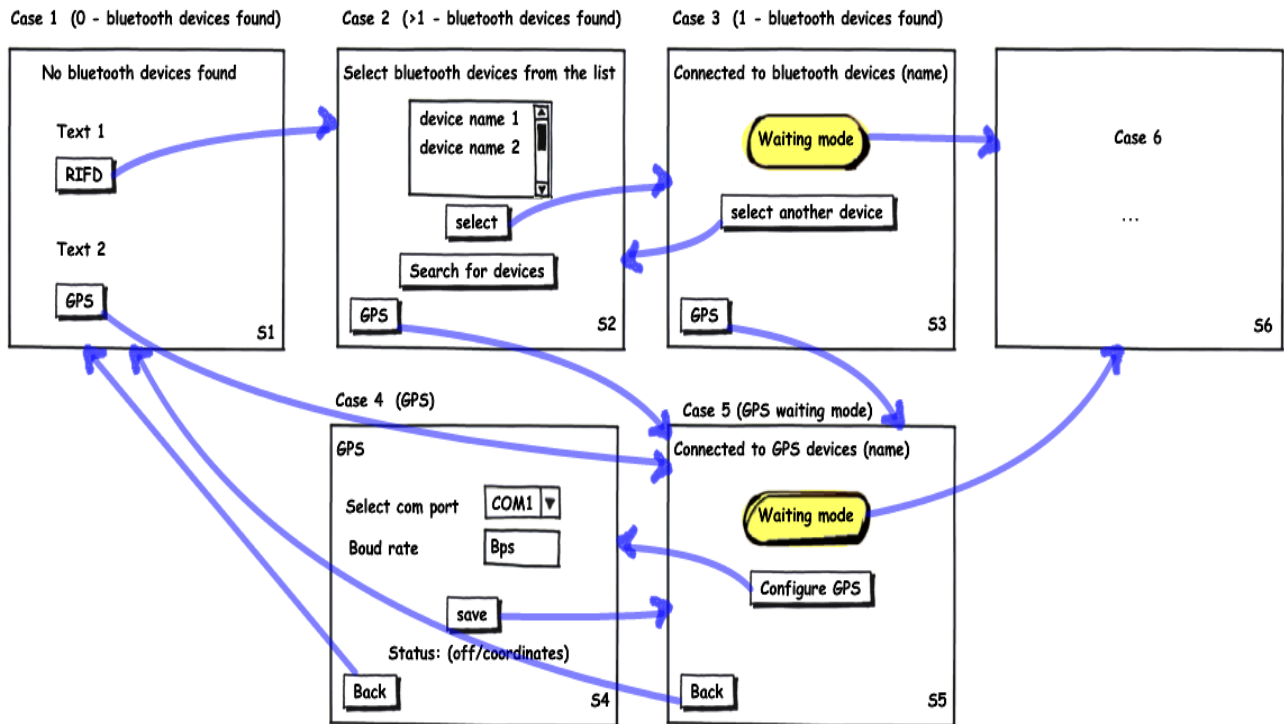 Case 1 (0 - bluetooth devices found)
Case 2 (>1 - bluetooth devices found)
Case 3 (1 - bluetooth devices found)
No bluetooth devices found
Text 1
RIFD
Text 2
GPS
S1
Select bluetooth devices from the list
device name 1
device name 2
select
Search for devices
GPS
S2
Connected to bluetooth devices (name)
Waiting mode
select another device
GPS
S3
Case 6
...
S6
Case 4 (GPS)
GPS
Select com port
COM1
Boud rate
Bps
save
Status: (off/coordinates)
Back
S4
Case 5 (GPS waiting mode)
Connected to GPS devices (name)
Waiting mode
Configure GPS
Back
S5